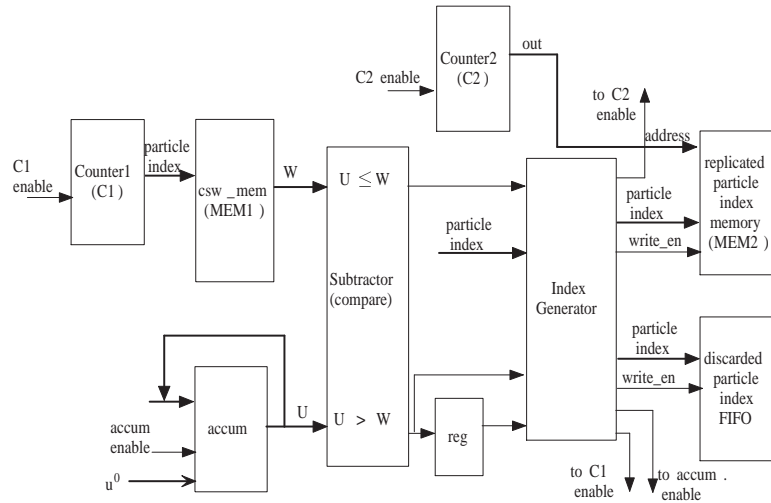 Counter2
(C2 )
out
C2 enable
to C2
enable
address
C1
enable
Counter1
(C1 )
particle
index
csw _mem
(MEM1 )
W
U ≤ W
particle
index
Index
Generator
particle
index
write_en
replicated
particle
index
memory
(MEM2 )
Subtractor
(compare)
accum
enable
u⁰
accum
U
U > W
reg
particle
index
write_en
discarded
particle
index
FIFO
to C1
enable
to accum .
enable